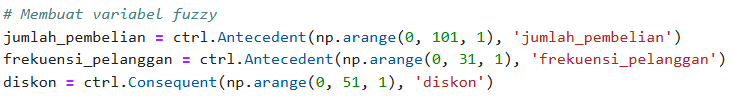 # Membuat variabel fuzzy
jumlah_pembelian = ctrl.Antecedent(np.arange(0, 101, 1), 'jumlah_pembelian')
frekuensi_pelanggan = ctrl.Antecedent(np.arange(0, 31, 1), 'frekuensi_pelanggan')
diskon = ctrl.Consequent(np.arange(0, 51, 1), 'diskon')